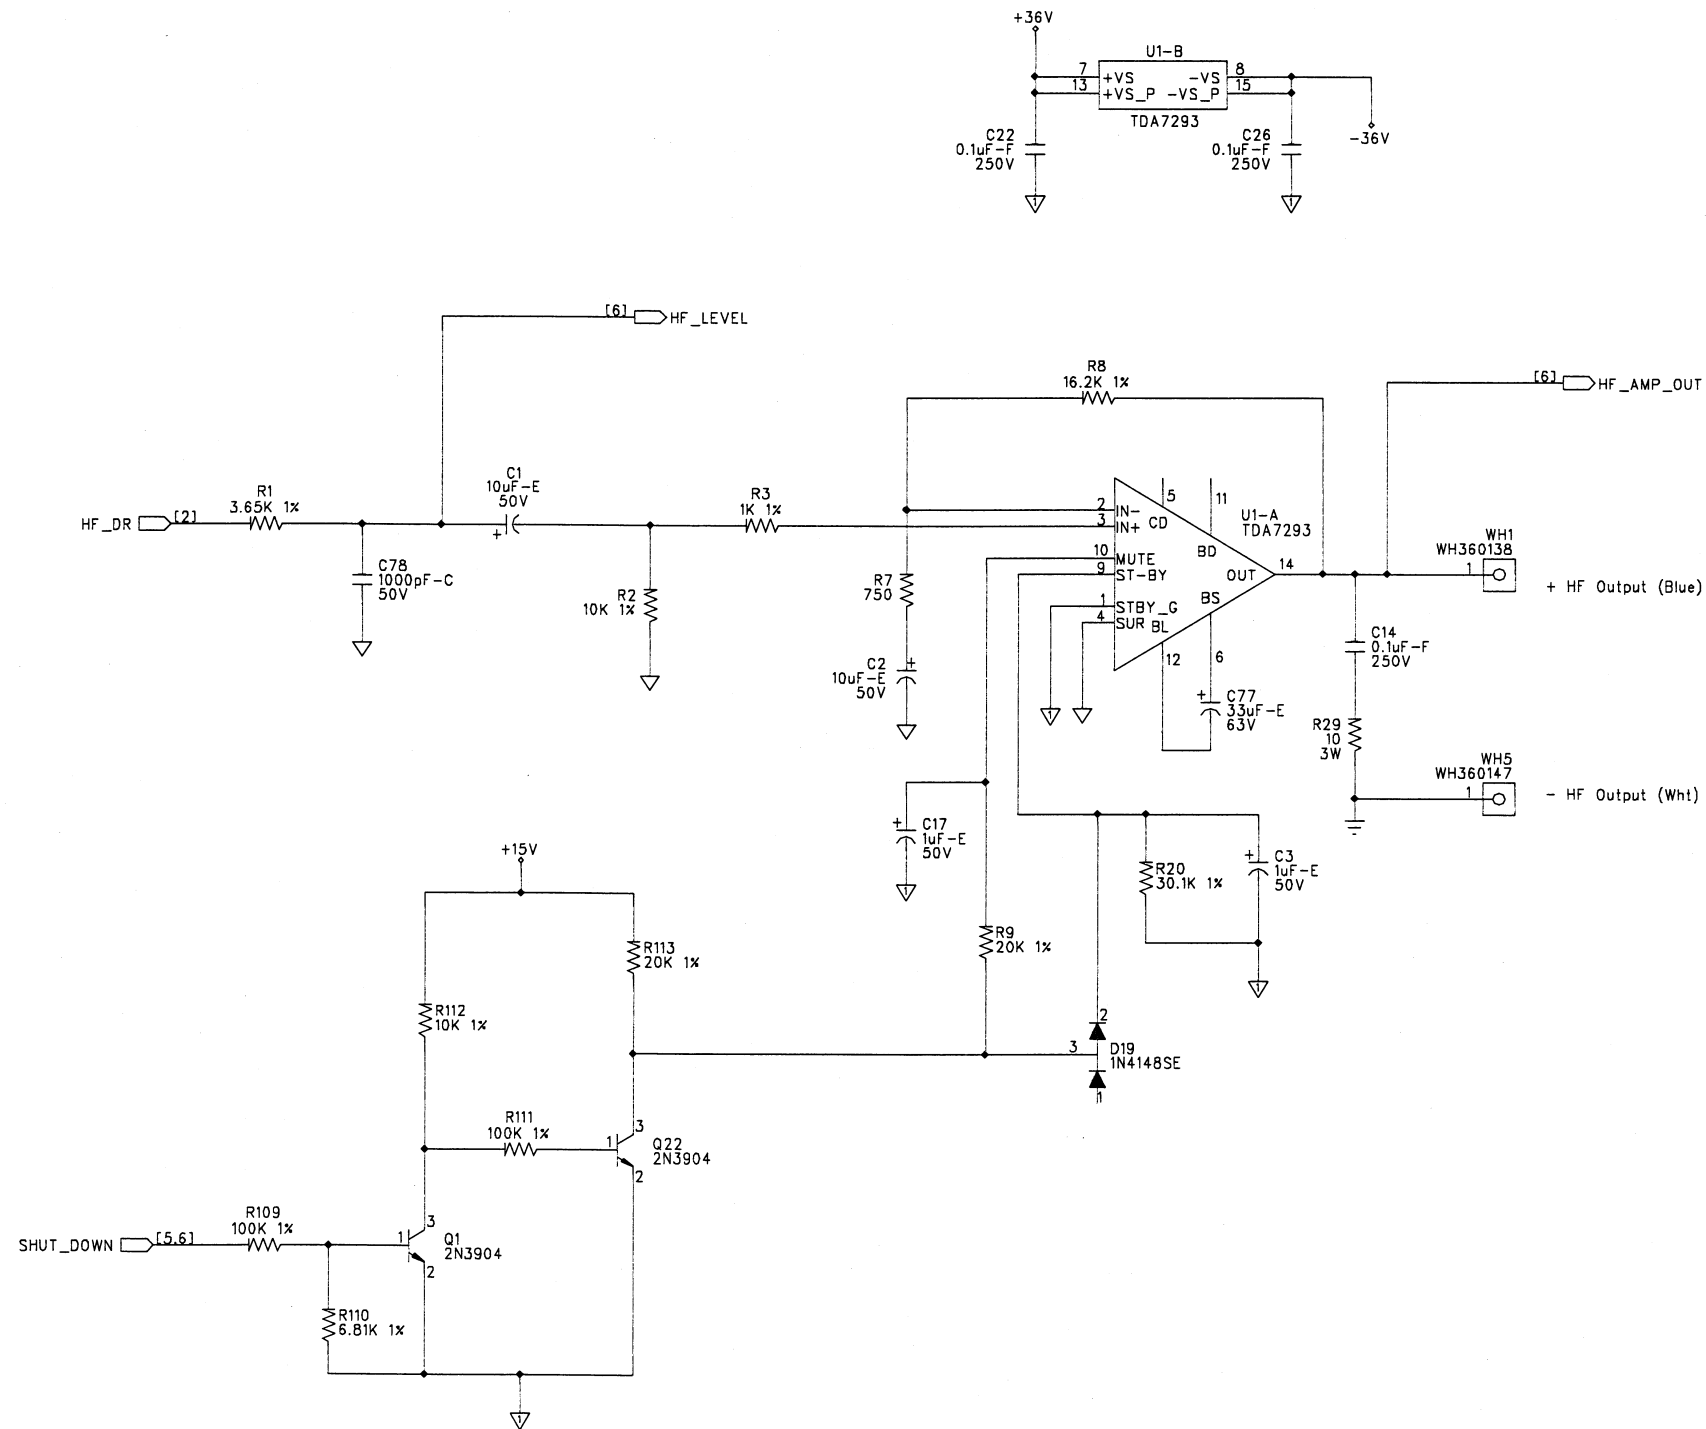 +36V
U1-B
7
+VS
-VS
8
13
+VS_P
-VS_P
15
TDA7293
C22
0.1uF-F
250V
C26
0.1uF-F
250V
-36V
1
1
[6]
HF_LEVEL
R8
16.2K 1%
[6]
HF_AMP_OUT
HF_DR
[2]
R1
3.65K 1%
C1
10uF-E
50V
+
R3
1K 1%
C78
1000pF-C
50V
R2
10K 1%
R7
750
C2
10uF-E
50V
+
2
IN-
3
IN+
CD
5
11
U1-A
TDA7293
BD
10
MUTE
9
ST-BY
OUT
14
1
STBY_G
4
SUR
BL
BS
12
6
1
+
C77
33uF-E
63V
WH1
WH360138
1
+ HF Output (Blue)
C14
0.1uF-F
250V
R29
10
3W
WH5
WH360147
1
- HF Output (Wht)
+
C17
1uF-E
50V
1
R20
30.1K 1%
+
C3
1uF-E
50V
1
R9
20K 1%
+15V
R113
20K 1%
R112
10K 1%
2
3
D19
1N4148SE
1
R111
100K 1%
1
3
Q22
2N3904
2
SHUT_DOWN
[5,6]
R109
100K 1%
1
3
Q1
2N3904
2
R110
6.81K 1%
1